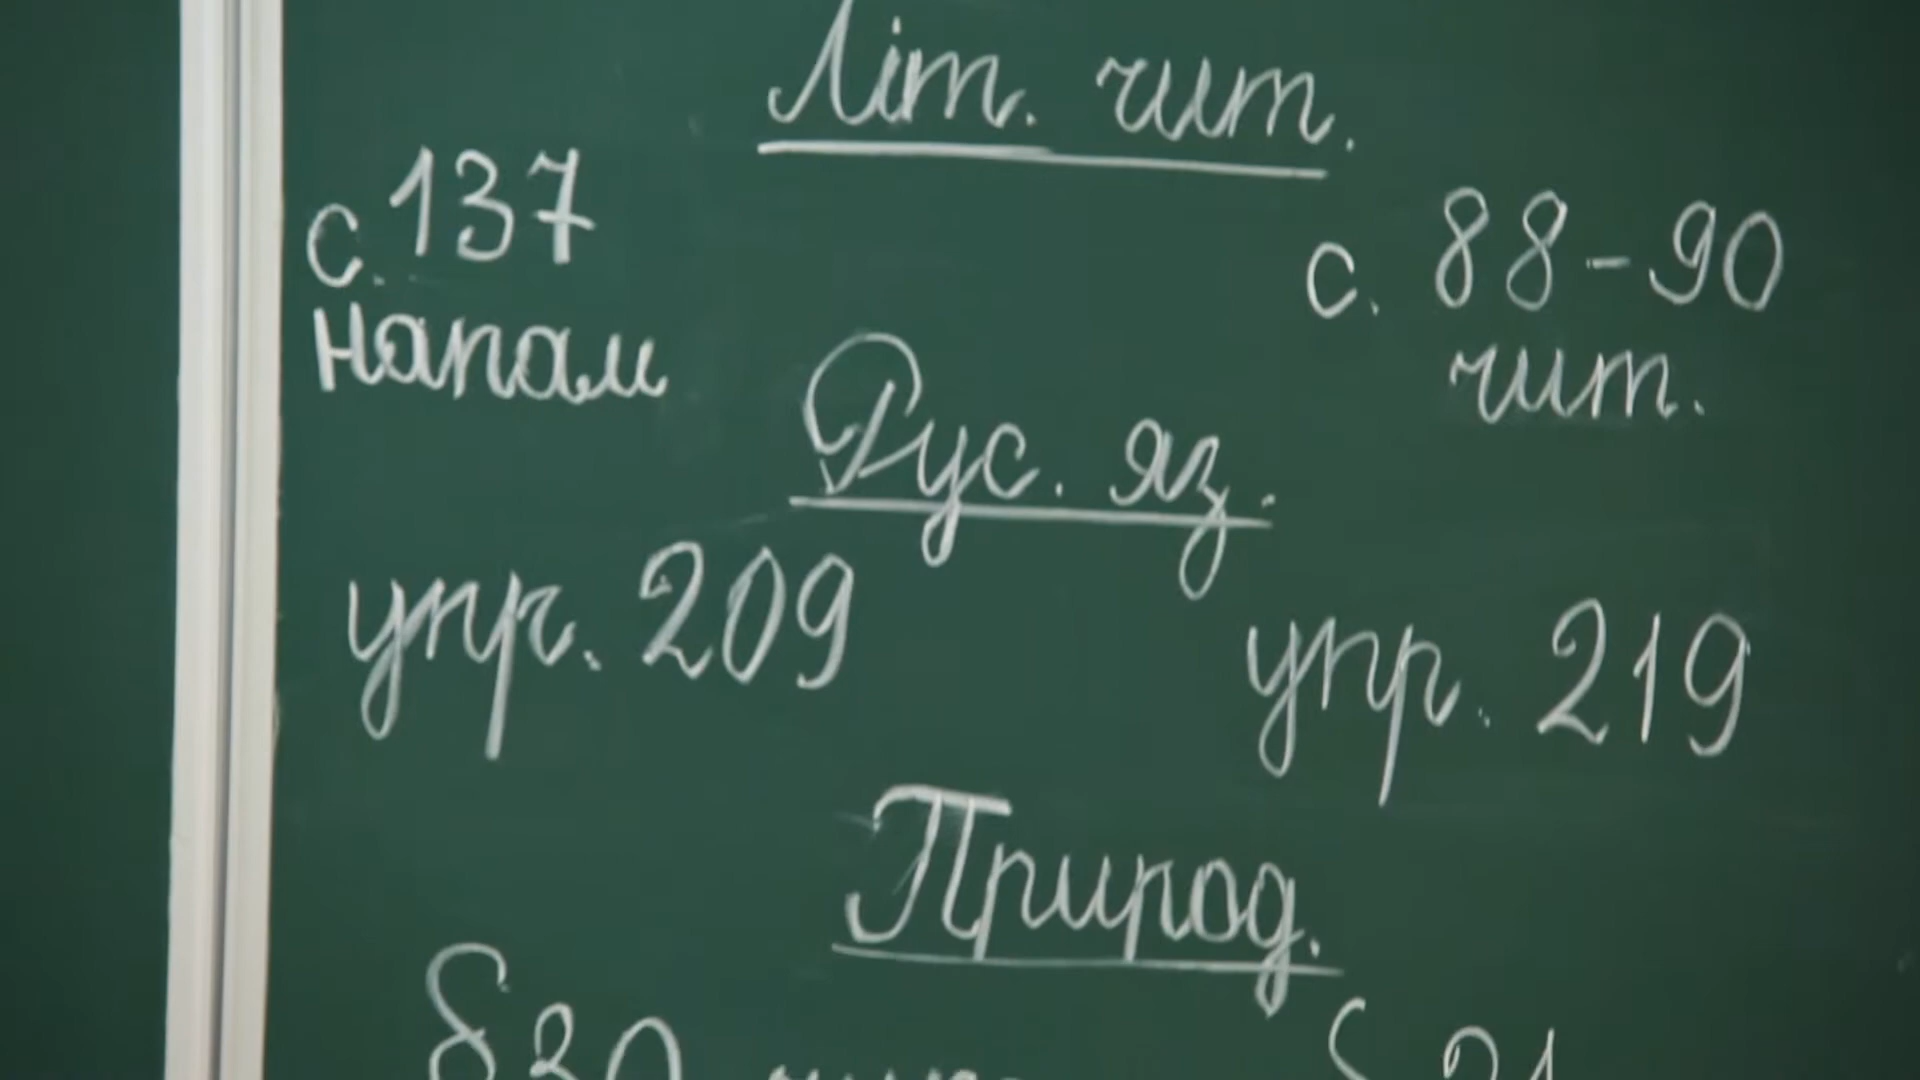 Літ. чит.
с. 137
напам
с. 88-90
чит.
Рус. яз.
упр. 209
упр. 219
Природ.